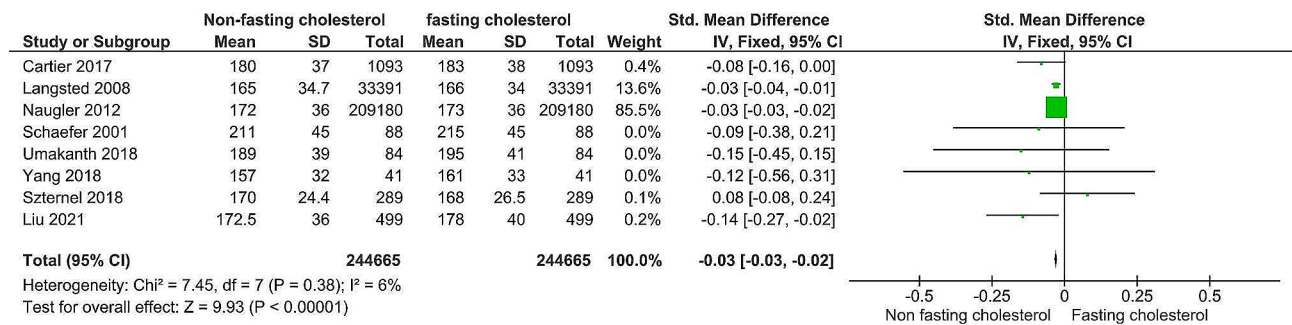 Non-fasting cholesterol fasting cholesterol Std. Mean Difference Std. Mean Difference
Study or Subgroup Mean SD Total Mean SD Total Weight IV, Fixed, 95% CI IV, Fixed, 95% CI
Cartier 2017 180 37 1093 183 38 1093 0.4% -0.08 [-0.16, 0.00]
Langsted 2008 165 34.7 33391 166 34 33391 13.6% -0.03 [-0.04, -0.01]
Naugler 2012 172 36 209180 173 36 209180 85.5% -0.03 [-0.03, -0.02]
Schaefer 2001 211 45 88 215 45 88 0.0% -0.09 [-0.38, 0.21]
Umakanth 2018 189 39 84 195 41 84 0.0% -0.15 [-0.45, 0.15]
Yang 2018 157 32 41 161 33 41 0.0% -0.12 [-0.56, 0.31]
Szternel 2018 170 24.4 289 168 26.5 289 0.1% 0.08 [-0.08, 0.24]
Liu 2021 172.5 36 499 178 40 499 0.2% -0.14 [-0.27, -0.02]
Total (95% CI) 244665 244665 100.0% -0.03 [-0.03, -0.02]
Heterogeneity: Chi² = 7.45, df = 7 (P = 0.38); I² = 6%
Test for overall effect: Z = 9.93 (P < 0.00001)
-0.5 -0.25 0 0.25 0.5
Non fasting cholesterol Fasting cholesterol